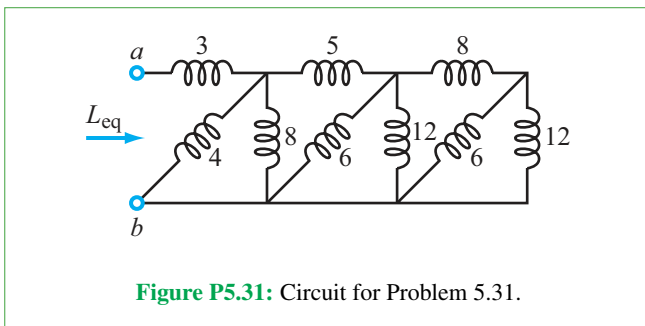 3 5 8
a
L_eq
8 12 12
4 6 6
b
Figure P5.31: Circuit for Problem 5.31.